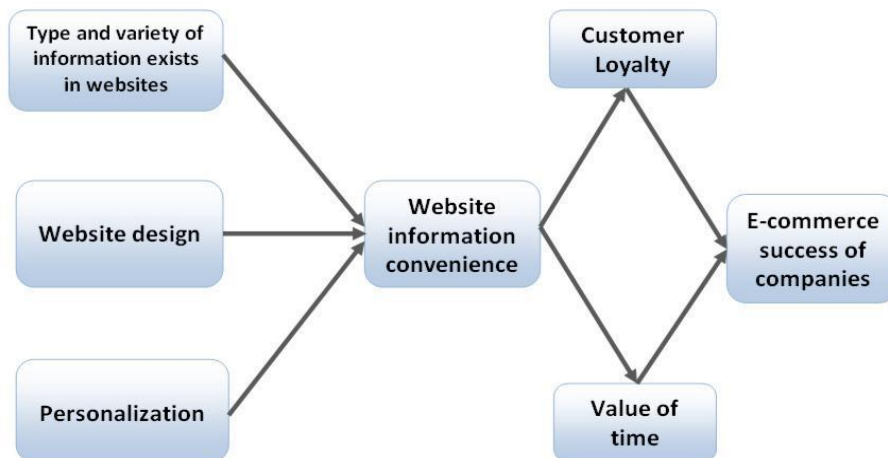 Type and variety of
information exists
in websites
Website design
Personalization
Website
information
convenience
Customer
Loyalty
Value of
time
E-commerce
success of
companies